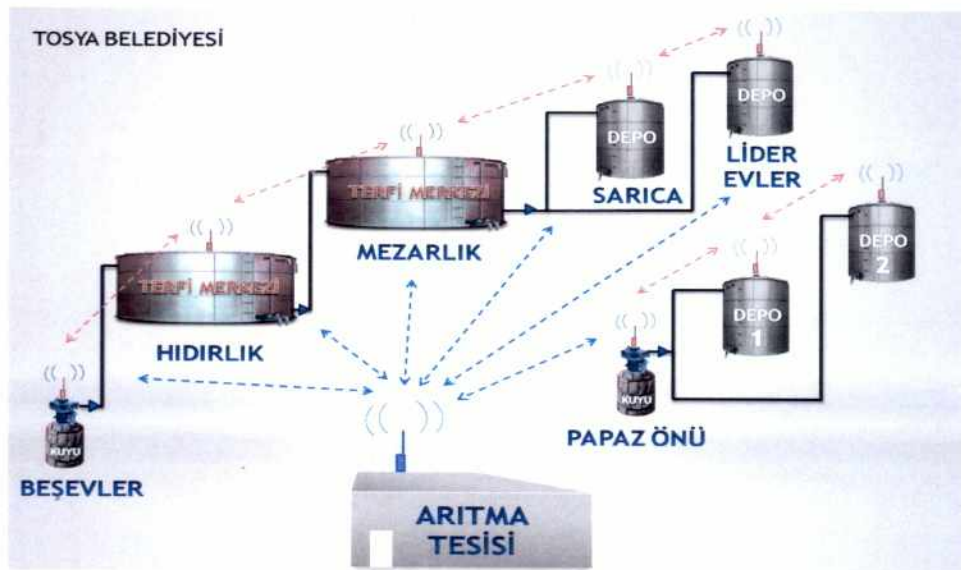 TOSYA BELEDİYESİ
DEPO
DEPO
LİDER
EVLER
SARICA
TERFİ MERKEZİ
MEZARLIK
DEPO
2
TERFİ MERKEZİ
DEPO
1
HIDIRLIK
KUYU
PAPAZ ÖNÜ
KUYU
BEŞEVLER
ARITMA
TESİSİ